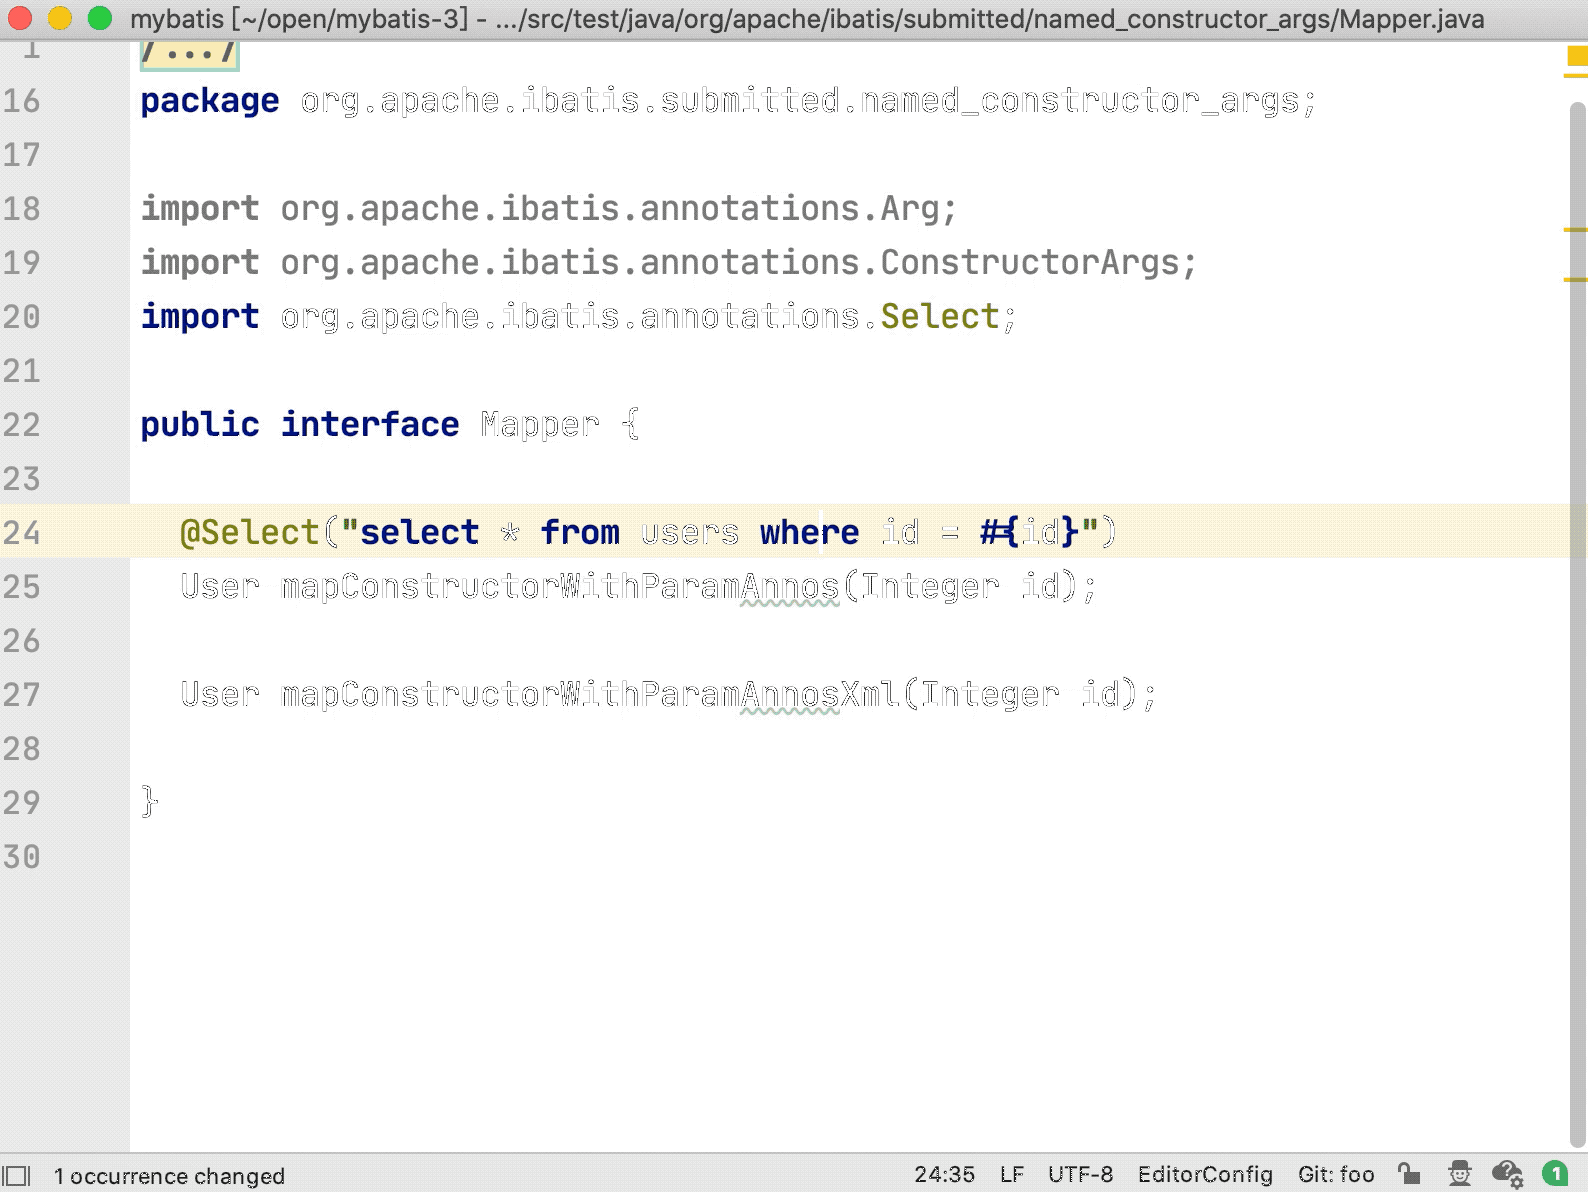 mybatis [~/open/mybatis-3] - .../src/test/java/org/apache/ibatis/submitted/named_constructor_args/Mapper.java
1 /.../
16 package org.apache.ibatis.submitted.named_constructor_args;
17
18 import org.apache.ibatis.annotations.Arg;
19 import org.apache.ibatis.annotations.ConstructorArgs;
20 import org.apache.ibatis.annotations.Select;
21
22 public interface Mapper {
23
24 @Select("select * from users where id = #{id}")
25 User mapConstructorWithParamAnnos(Integer id);
26
27 User mapConstructorWithParamAnnosXml(Integer id);
28
29 }
30
1 occurrence changed 24:35 LF UTF-8 EditorConfig Git: foo 1